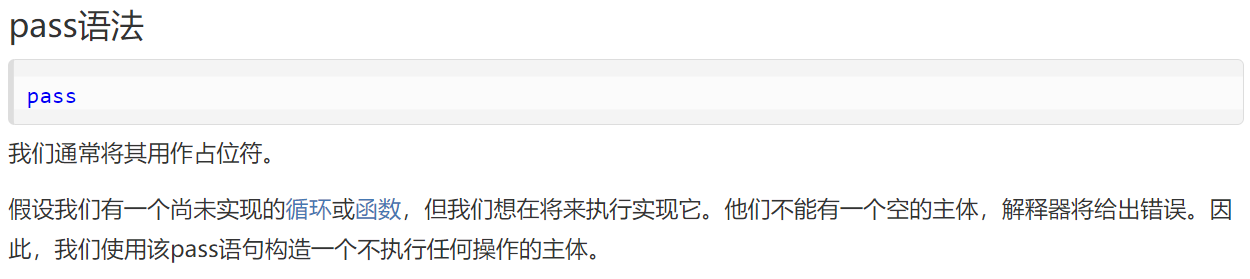 pass语法
pass
我们通常将其用作占位符。
假设我们有一个尚未实现的循环或函数，但我们想在将来执行实现它。他们不能有一个空的主体，解释器将给出错误。因
此，我们使用该pass语句构造一个不执行任何操作的主体。